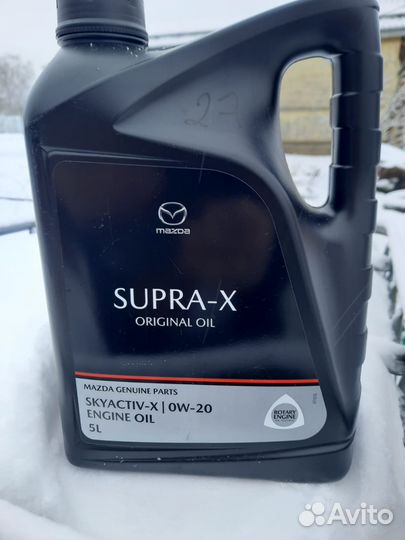 mazda
SUPRA-X
ORIGINAL OIL
MAZDA GENUINE PARTS
SKYACTIV-X | 0W-20
ENGINE OIL
5L
ROTARY
ENGINE
Avito